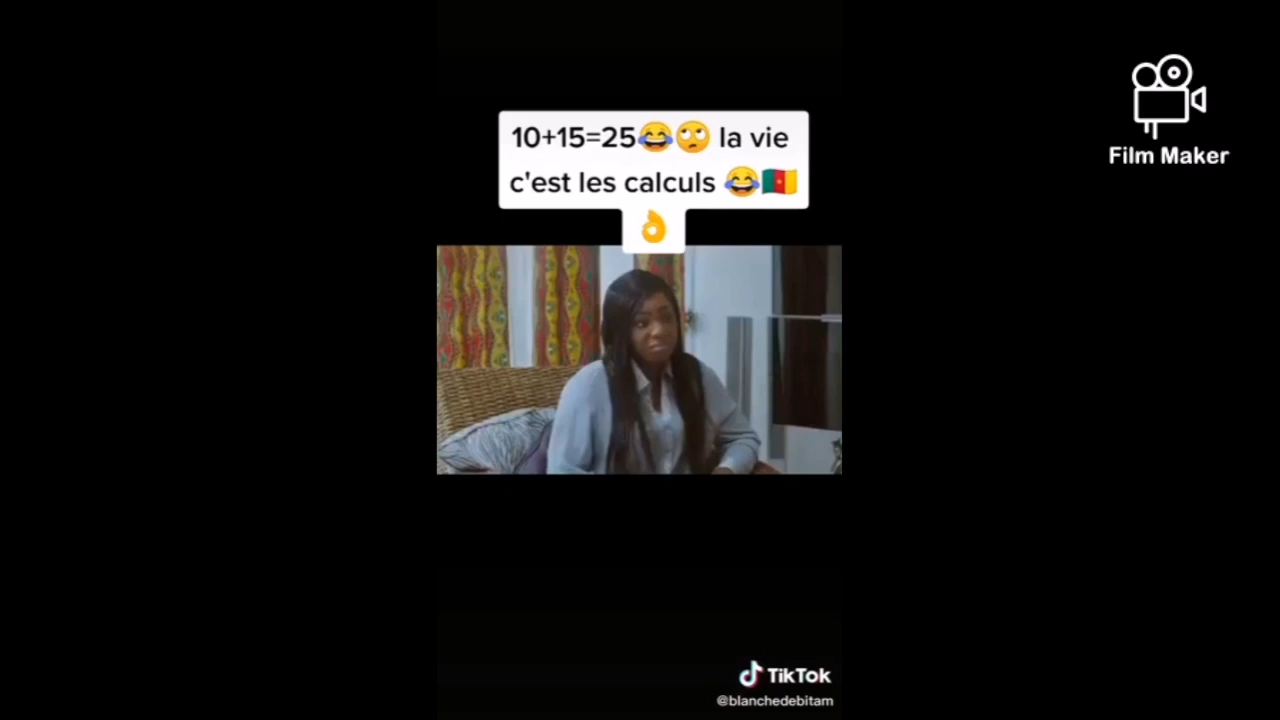 10+15=25😂🙄 la vie
c'est les calculs 😂🇨🇲
👌
Film Maker
TikTok
@blanchedebitam